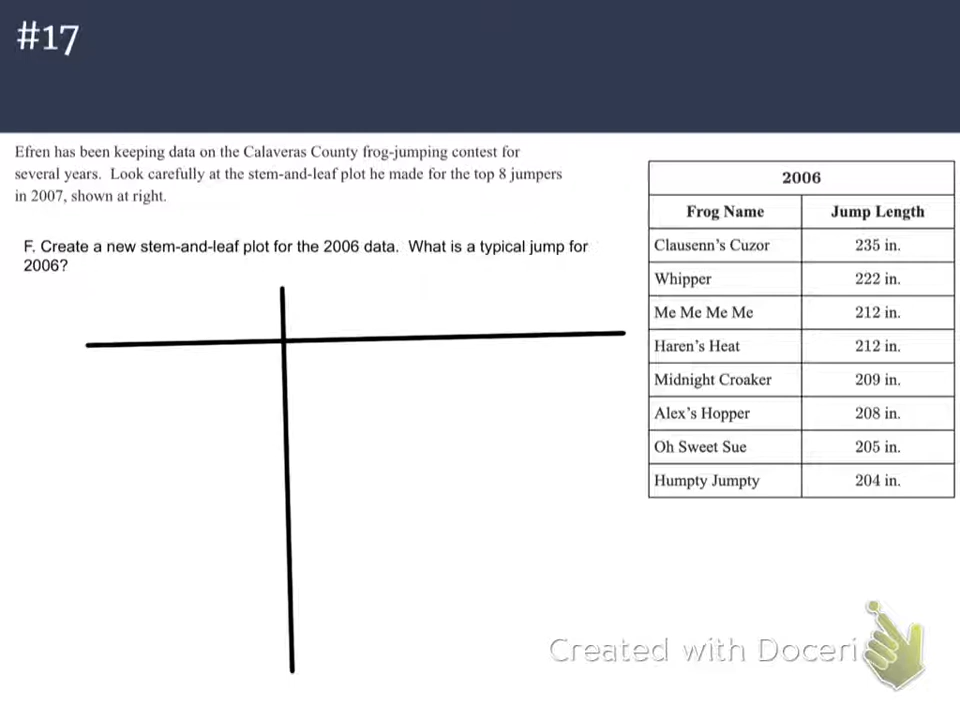 #17
Efren has been keeping data on the Calaveras County frog-jumping contest for
several years.  Look carefully at the stem-and-leaf plot he made for the top 8 jumpers
in 2007, shown at right.
F. Create a new stem-and-leaf plot for the 2006 data.  What is a typical jump for
2006?
2006
Frog Name Jump Length
Clausenn's Cuzor 235 in.
Whipper 222 in.
Me Me Me Me 212 in.
Haren's Heat 212 in.
Midnight Croaker 209 in.
Alex's Hopper 208 in.
Oh Sweet Sue 205 in.
Humpty Jumpty 204 in.
Created with Doceri